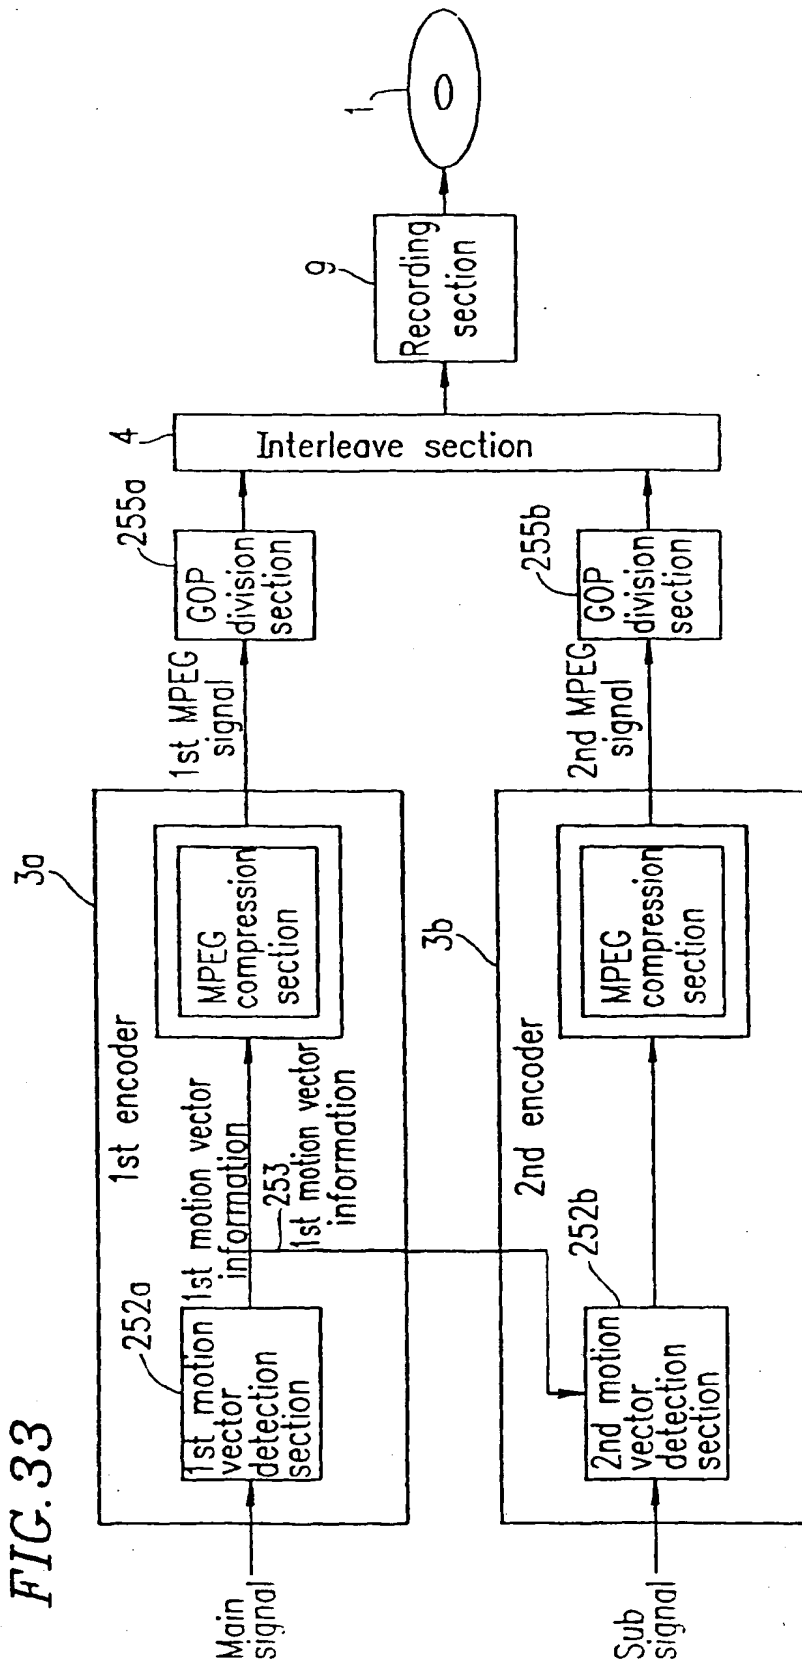 FIG.33
Main
signal
252a
1st motion
vector
detection
section
1st motion vector
information
253
1st motion vector
information
1st encoder
3a
MPEG
compression
section
1st MPEG
signal
255a
GOP
division
section
4
Interleave section
9
Recording
section
1
Sub
signal
252b
2nd motion
vector
detection
section
2nd encoder
3b
MPEG
compression
section
2nd MPEG
signal
255b
GOP
division
section